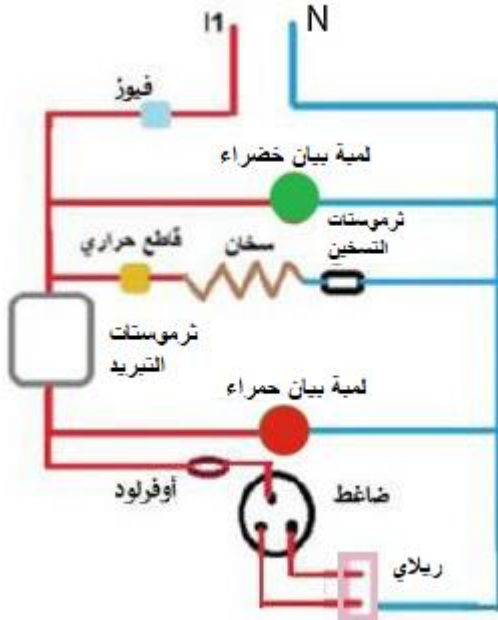 l1 N
فيوز
لمبة بيان خضراء
ثرموستات
التسخين
سخان
قاطع حراري
ثرموستات
التبريد
لمبة بيان حمراء
أوفرلود
ضاغط
ريلاي